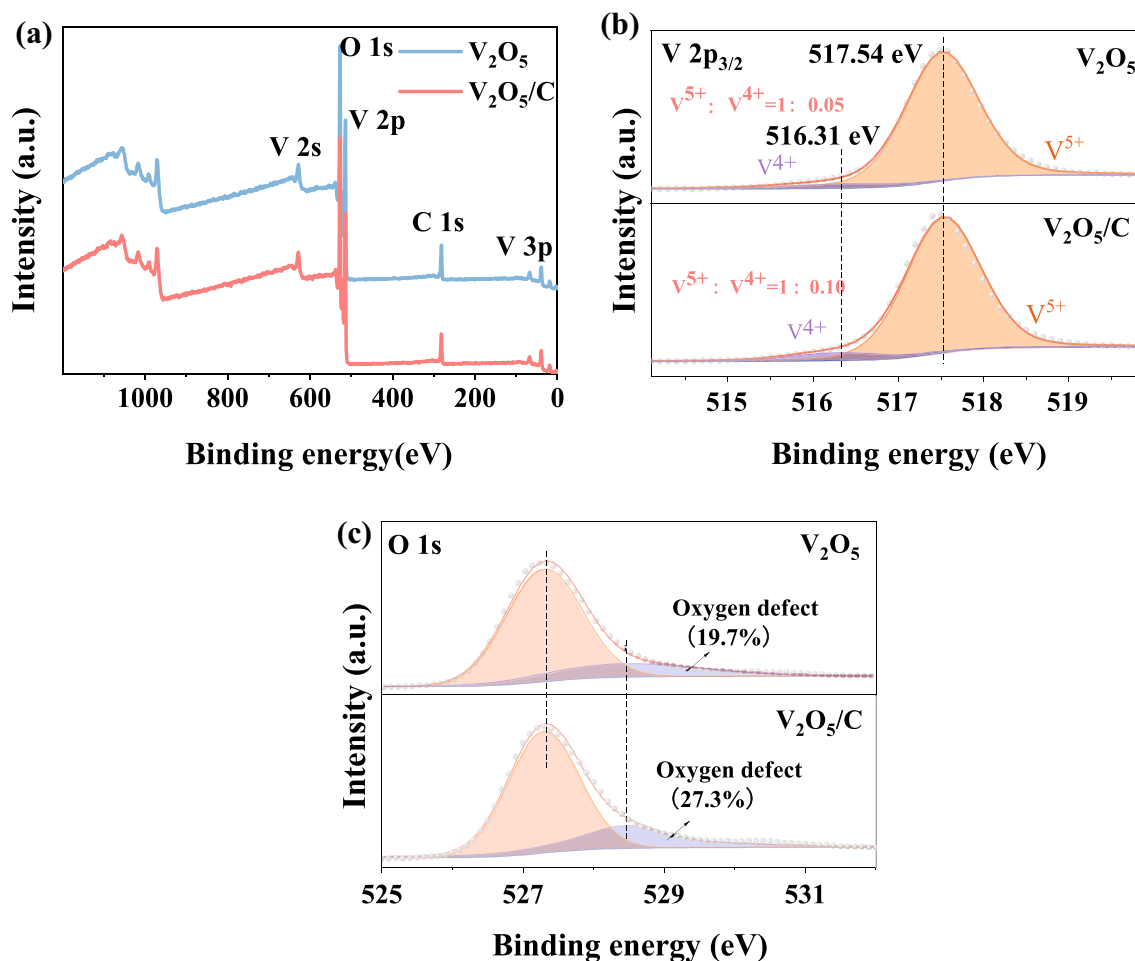 (a)
O 1s
V₂O₅
V₂O₅/C
V 2p
V 2s
C 1s
V 3p
Intensity (a.u.)
1000 800 600 400 200 0
Binding energy(eV)
(b)
V 2p₃/₂
517.54 eV
V₂O₅
V⁵⁺: V⁴⁺=1: 0.05
516.31 eV
V⁴⁺
V⁵⁺
V₂O₅/C
V⁵⁺: V⁴⁺=1: 0.10
V⁴⁺
V⁵⁺
Intensity (a.u.)
515 516 517 518 519
Binding energy (eV)
(c)
O 1s
V₂O₅
Oxygen defect
(19.7%)
V₂O₅/C
Oxygen defect
(27.3%)
Intensity (a.u.)
Intensity (a.u.)
525 527 529 531
Binding energy (eV)